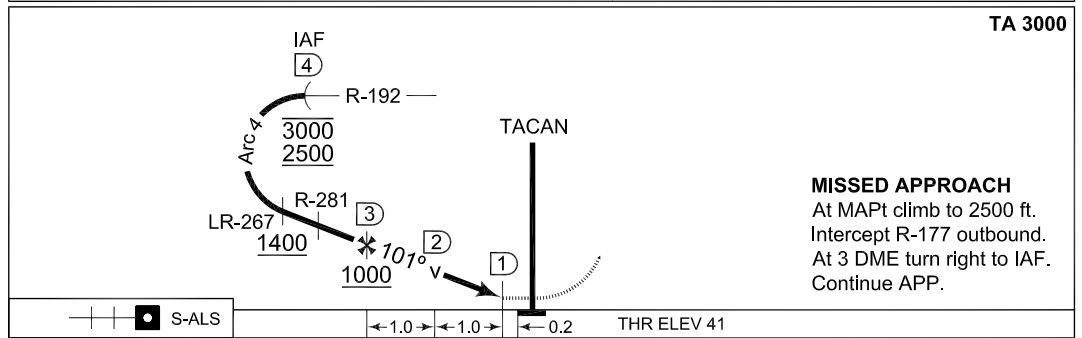 TA 3000
IAF
4
R-192
3000
2500
Arc 4
TACAN
R-281
LR-267
1400
3
1000
101º
2
v
1
MISSED APPROACH
At MAPt climb to 2500 ft.
Intercept R-177 outbound.
At 3 DME turn right to IAF.
Continue APP.
S-ALS
1.0
1.0
0.2
THR ELEV 41